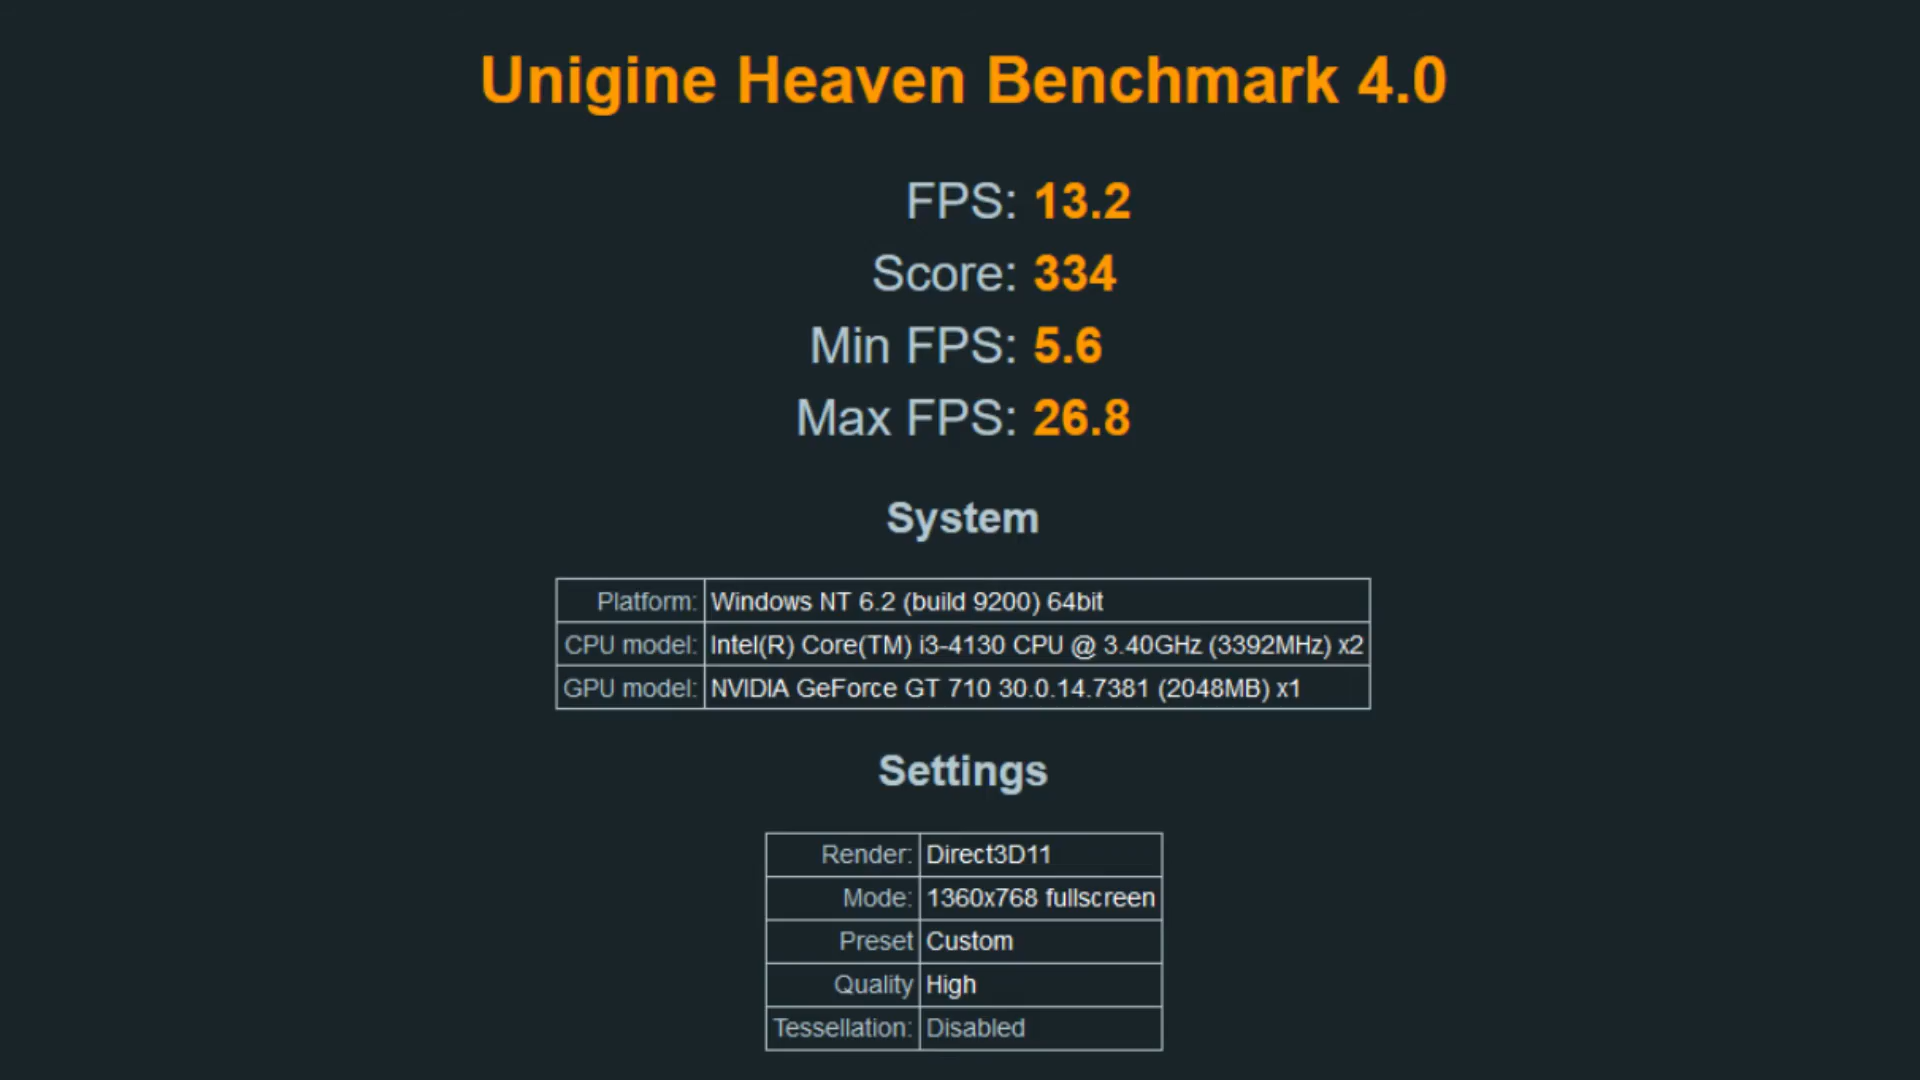 Unigine Heaven Benchmark 4.0
FPS: 13.2
Score: 334
Min FPS: 5.6
Max FPS: 26.8
System
Platform: Windows NT 6.2 (build 9200) 64bit
CPU model: Intel(R) Core(TM) i3-4130 CPU @ 3.40GHz (3392MHz) x2
GPU model: NVIDIA GeForce GT 710 30.0.14.7381 (2048MB) x1
Settings
Render: Direct3D11
Mode: 1360x768 fullscreen
Preset Custom
Quality High
Tessellation: Disabled